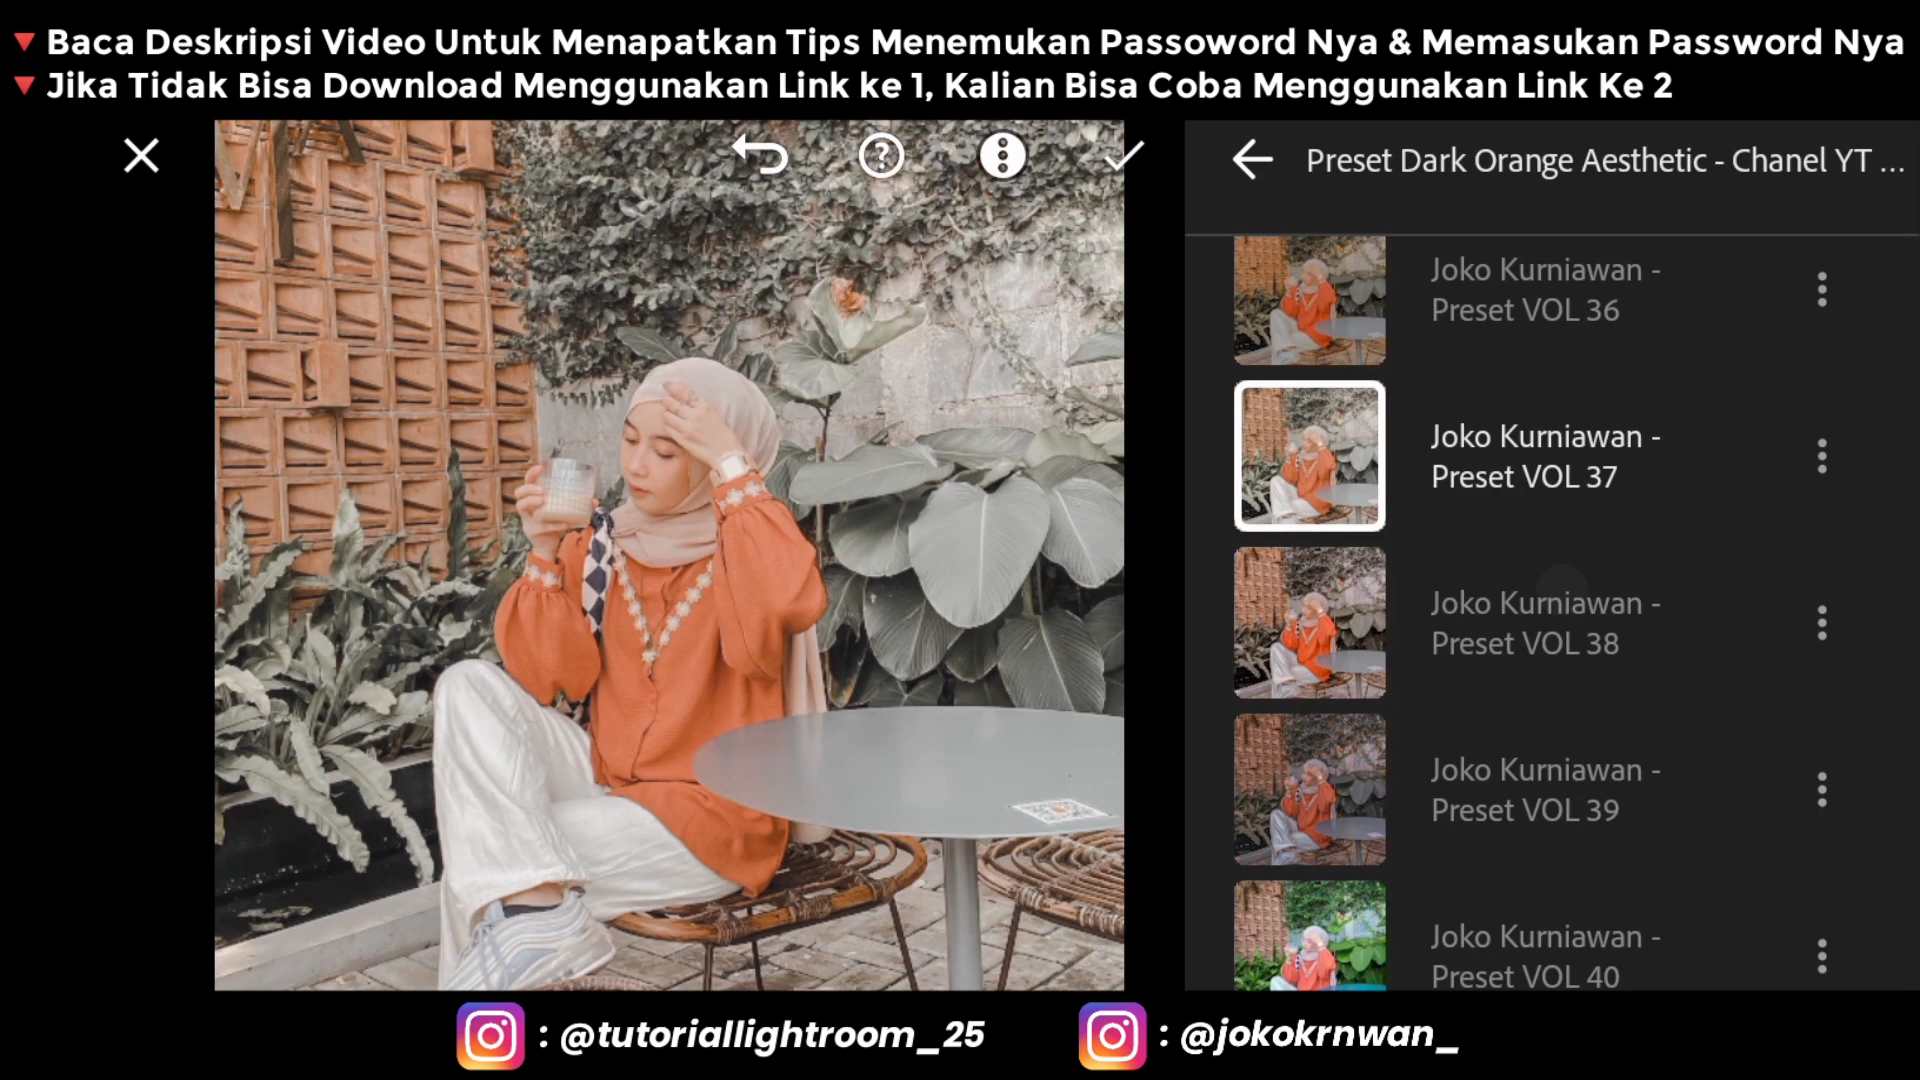 Baca Deskripsi Video Untuk Menapatkan Tips Menemukan Passoword Nya & Memasukan Password Nya
Jika Tidak Bisa Download Menggunakan Link ke 1, Kalian Bisa Coba Menggunakan Link Ke 2
Preset Dark Orange Aesthetic - Chanel YT ...
Joko Kurniawan -
Preset VOL 36
Joko Kurniawan -
Preset VOL 37
Joko Kurniawan -
Preset VOL 38
Joko Kurniawan -
Preset VOL 39
Joko Kurniawan -
Preset VOL 40
: @tutoriallightroom_25
: @jokokrnwan_